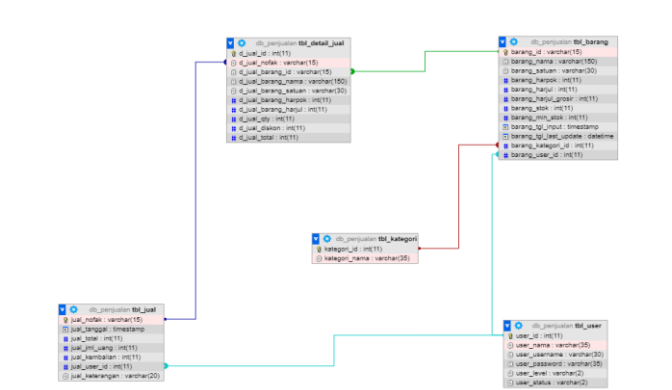 db_penjualan tbl_detail_jual
d_jual_id : int(11)
d_jual_nofak : varchar(15)
d_jual_barang_id : varchar(15)
d_jual_barang_nama : varchar(150)
d_jual_barang_satuan : varchar(30)
d_jual_barang_harpok : int(11)
d_jual_barang_harjul : int(11)
d_jual_qty : int(11)
d_jual_diskon : int(11)
d_jual_total : int(11)
db_penjualan tbl_barang
barang_id : varchar(15)
barang_nama : varchar(150)
barang_satuan : varchar(30)
barang_harpok : int(11)
barang_harjul : int(11)
barang_harjul_grosir : int(11)
barang_stok : int(11)
barang_min_stok : int(11)
barang_tgl_input : timestamp
barang_tgl_last_update : datetime
barang_kategori_id : int(11)
barang_user_id : int(11)
db_penjualan tbl_kategori
kategori_id : int(11)
kategori_nama : varchar(35)
db_penjualan tbl_jual
jual_nofak : varchar(15)
jual_tanggal : timestamp
jual_total : int(11)
jual_jml_uang : int(11)
jual_kembalian : int(11)
jual_user_id : int(11)
jual_keterangan : varchar(20)
db_penjualan tbl_user
user_id : int(11)
user_nama : varchar(35)
user_username : varchar(30)
user_password : varchar(35)
user_level : varchar(2)
user_status : varchar(2)